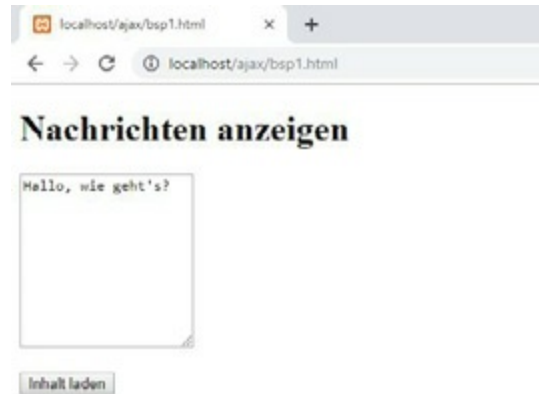 localhost/ajax/bsp1.html
localhost/ajax/bsp1.html
Nachrichten anzeigen
Hallo, wie geht's?
Inhalt laden